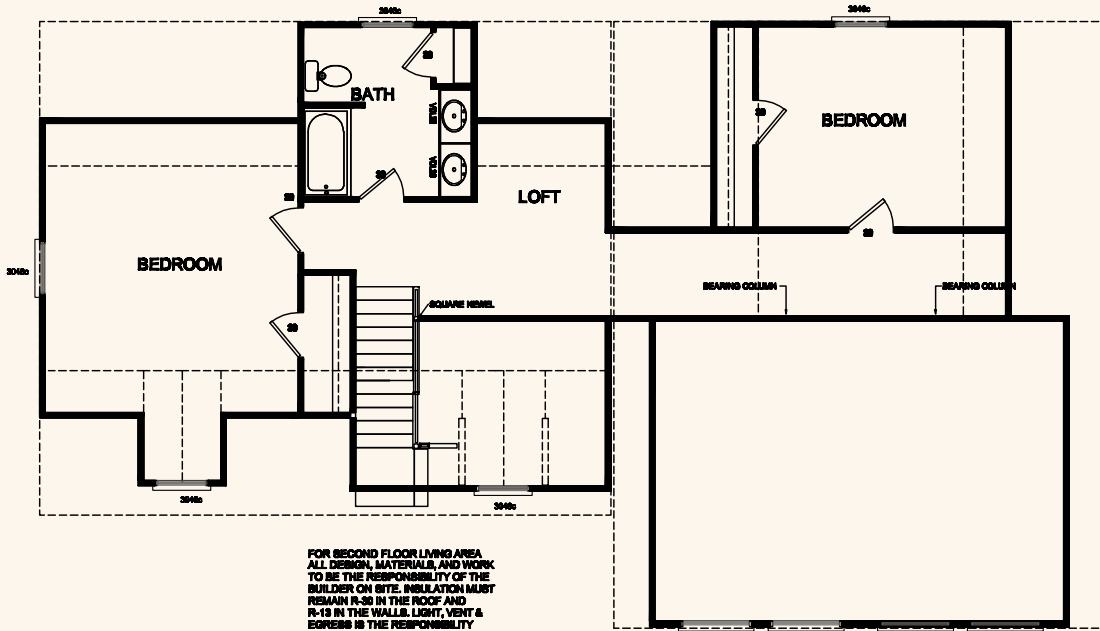 3046c
3046c
BATH
BEDROOM
LOFT
BEDROOM
3046c
BEARING COLUMN
BEARING COLUMN
SQUARE NEWEL
3046c
3046c
FOR SECOND FLOOR LIVING AREA
ALL DESIGN, MATERIALS, AND WORK
TO BE THE RESPONSIBILITY OF THE
BUILDER ON SITE. INSULATION MUST
REMAIN R-30 IN THE ROOF AND
R-13 IN THE WALLS. LIGHT, VENT &
EGRESS IS THE RESPONSIBILITY